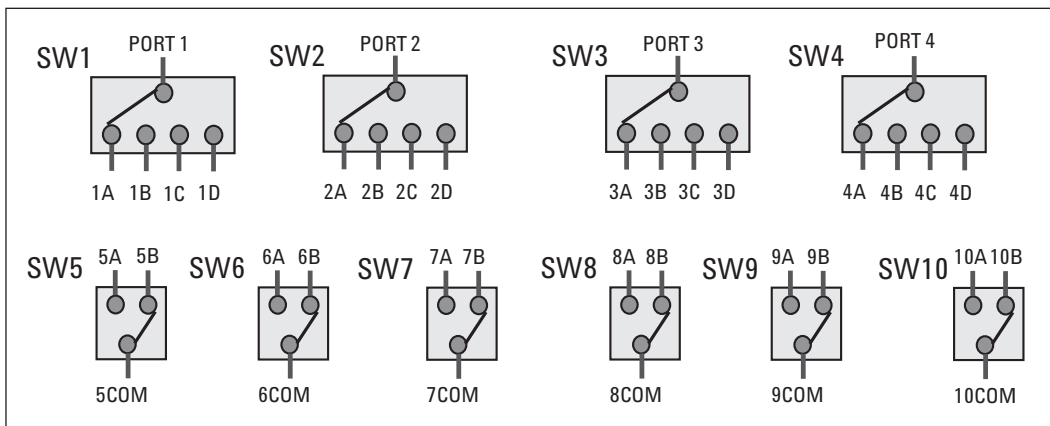 SW1 PORT 1 SW2 PORT 2 SW3 PORT 3 SW4 PORT 4
1A 1B 1C 1D 2A 2B 2C 2D 3A 3B 3C 3D 4A 4B 4C 4D
SW5 5A 5B SW6 6A 6B SW7 7A 7B SW8 8A 8B SW9 9A 9B SW10 10A 10B
5COM 6COM 7COM 8COM 9COM 10COM